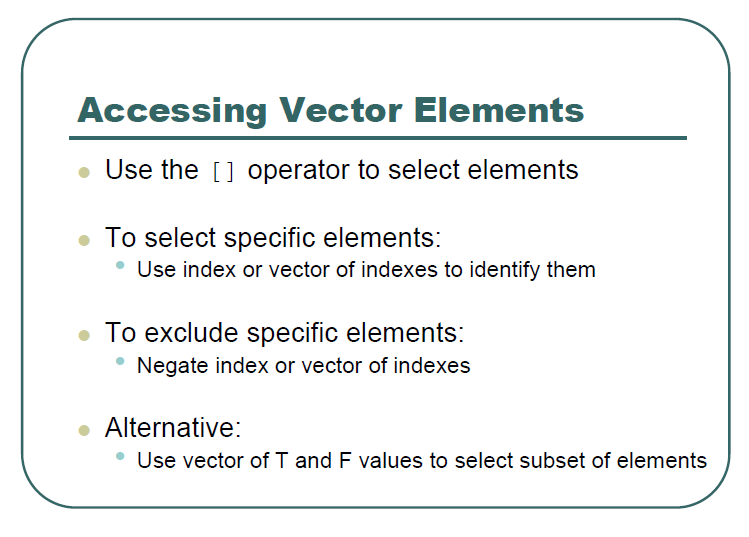 Accessing Vector Elements
Use the [] operator to select elements
To select specific elements:
Use index or vector of indexes to identify them
To exclude specific elements:
Negate index or vector of indexes
Alternative:
Use vector of T and F values to select subset of elements